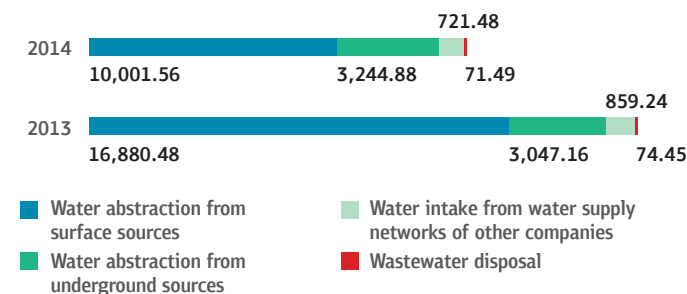 721.48
2014
10,001.56 3,244.88 71.49
859.24
2013
16,880.48 3,047.16 74.45
Water abstraction from
surface sources
Water abstraction from
underground sources
Water intake from water supply
networks of other companies
Wastewater disposal